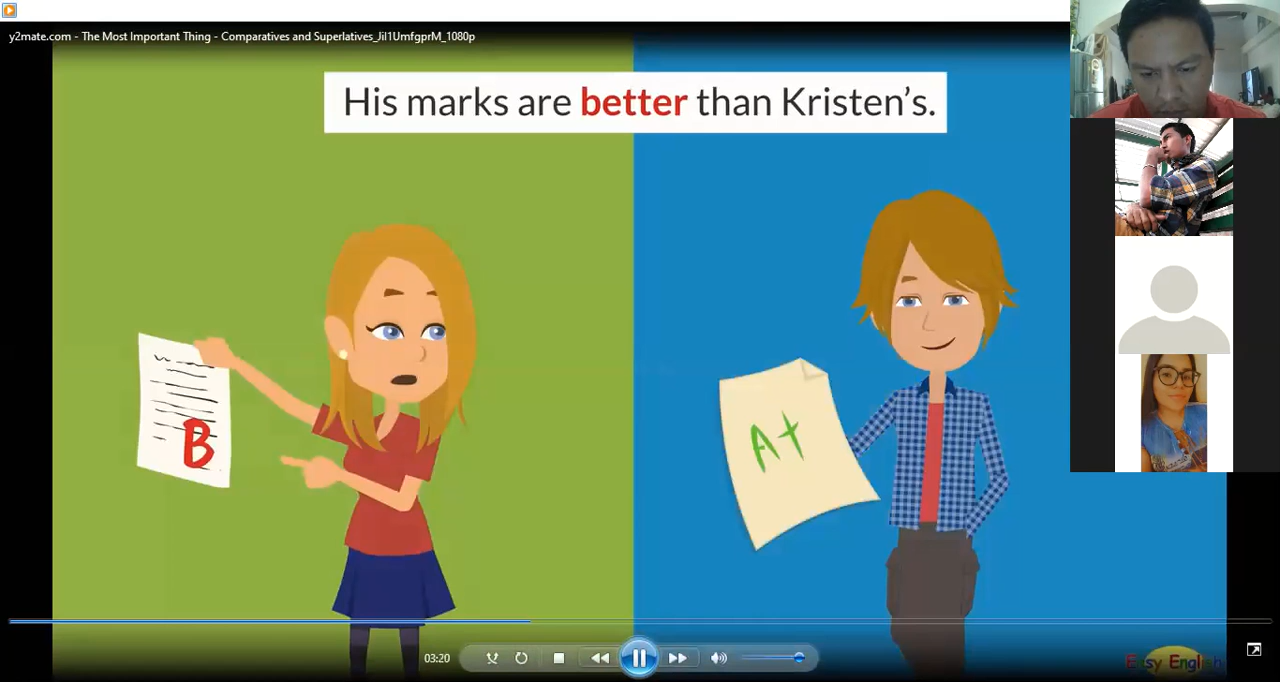 y2mate.com - The Most Important Thing - Comparatives and Superlatives_Jil1UmfgprM_1080p
His marks are better than Kristen's.
B
A+
03:20
Easy English